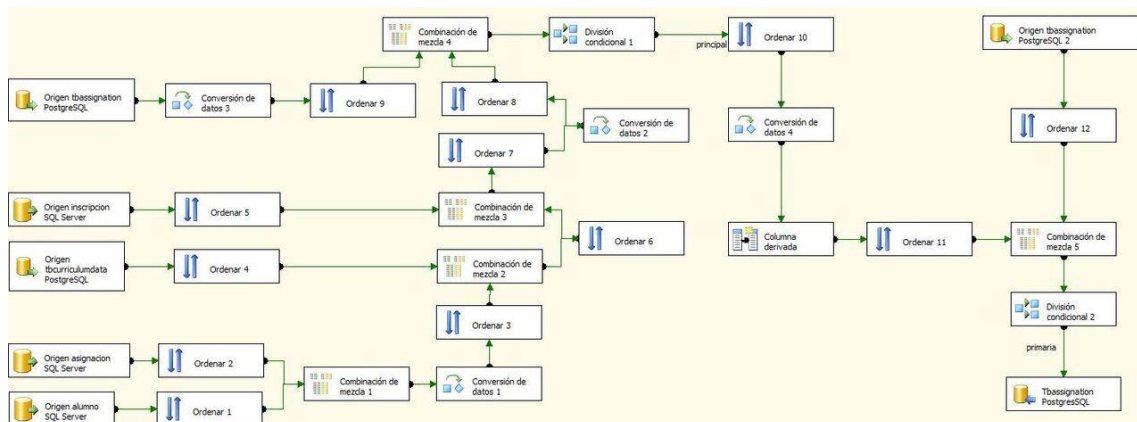 Combinación de
mezcla 4
División
condicional 1
principal
Ordenar 10
Origen tbassignation
PostgreSQL 2
Origen tbassignation
PostgreSQL
Conversión de
datos 3
Ordenar 9
Ordenar 8
Conversión de
datos 2
Conversión de
datos 4
Ordenar 12
Ordenar 7
Origen inscripcion
SQL Server
Ordenar 5
Combinación de
mezcla 3
Ordenar 6
Columna
derivada
Ordenar 11
Combinación de
mezcla 5
Origen
tbcurriculumdata
PostgreSQL
Ordenar 4
Combinación de
mezcla 2
Ordenar 3
División
condicional 2
primaria
Origen asignacion
SQL Server
Ordenar 2
Combinación de
mezcla 1
Conversión de
datos 1
Tbassignation
PostgresSQL
Origen alumno
SQL Server
Ordenar 1